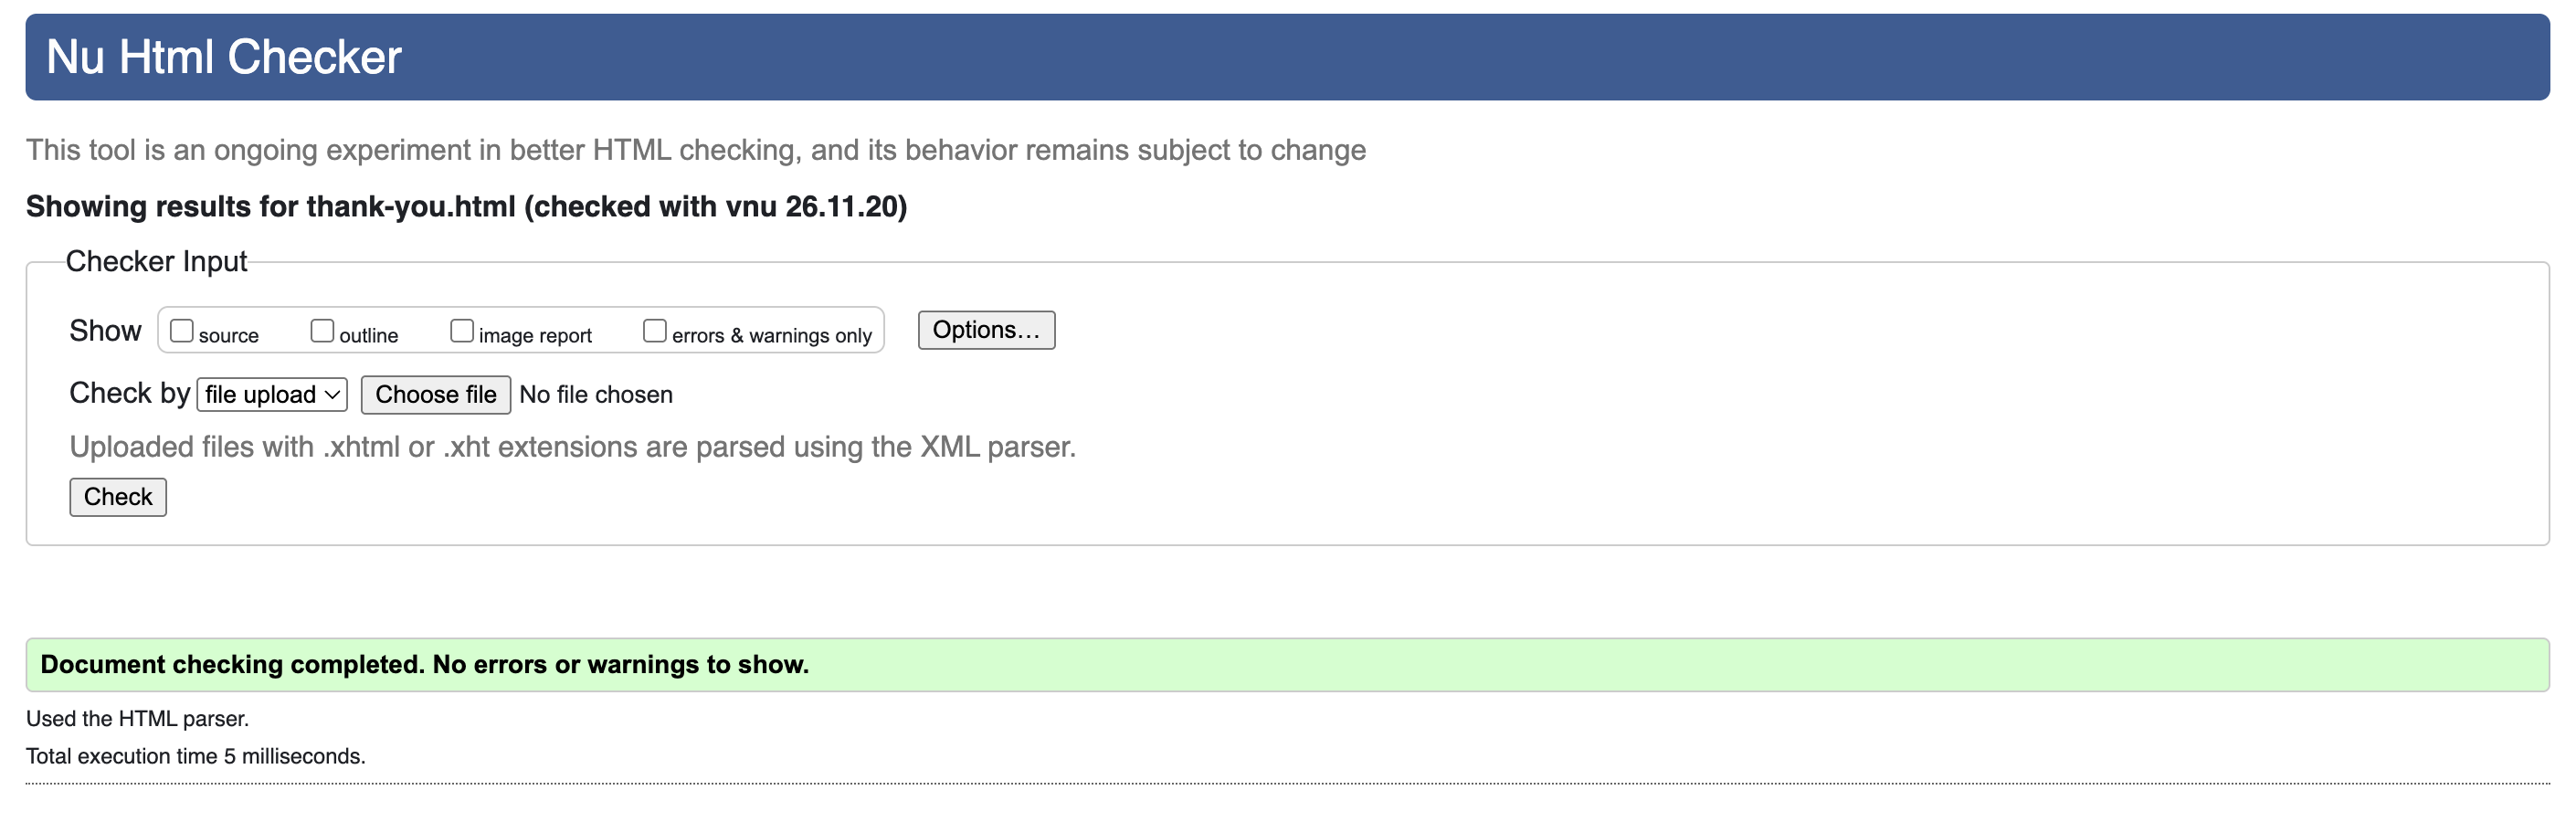 Nu Html Checker
This tool is an ongoing experiment in better HTML checking, and its behavior remains subject to change
Showing results for thank-you.html (checked with vnu 26.11.20)
Checker Input
Show source outline image report errors & warnings only Options…
Check by file upload Choose file No file chosen
Uploaded files with .xhtml or .xht extensions are parsed using the XML parser.
Check
Document checking completed. No errors or warnings to show.
Used the HTML parser.
Total execution time 5 milliseconds.